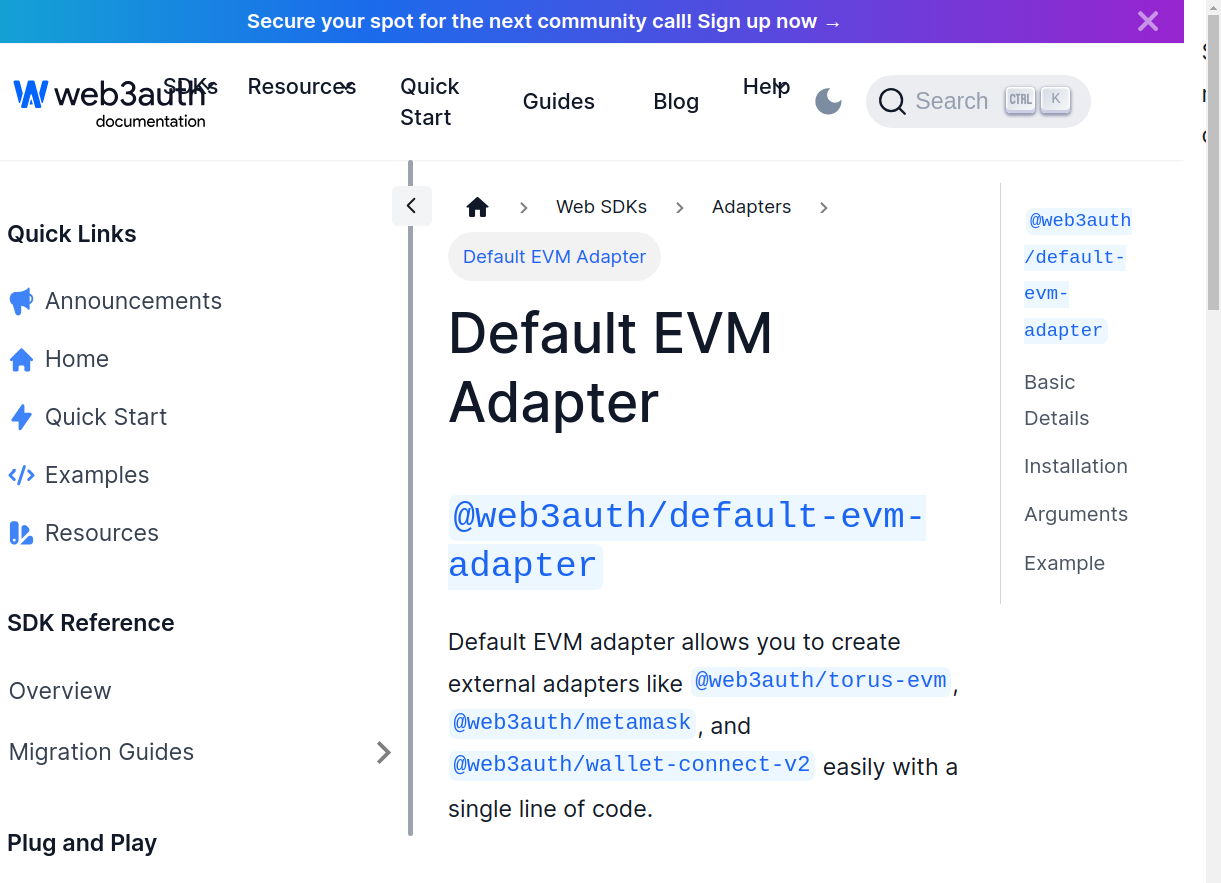 Secure your spot for the next community call! Sign up now →
web3auth
documentation
SDKs
Resources
Quick
Start
Guides
Blog
Help
Search
CTRL
K
Quick Links
Announcements
Home
Quick Start
Examples
Resources
SDK Reference
Overview
Migration Guides
Plug and Play
Web SDKs
Adapters
Default EVM Adapter
Default EVM
Adapter
@web3auth/default-evm-
adapter
Default EVM adapter allows you to create
external adapters like @web3auth/torus-evm,
@web3auth/metamask, and
@web3auth/wallet-connect-v2 easily with a
single line of code.
@web3auth
/default-
evm-
adapter
Basic
Details
Installation
Arguments
Example